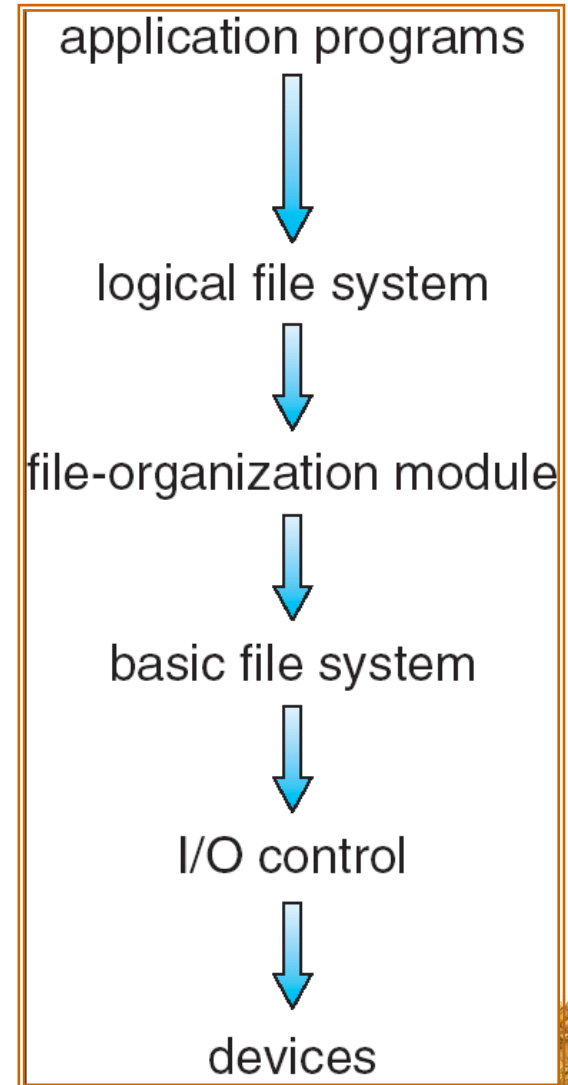 application programs
logical file system
file-organization module
basic file system
I/O control
devices